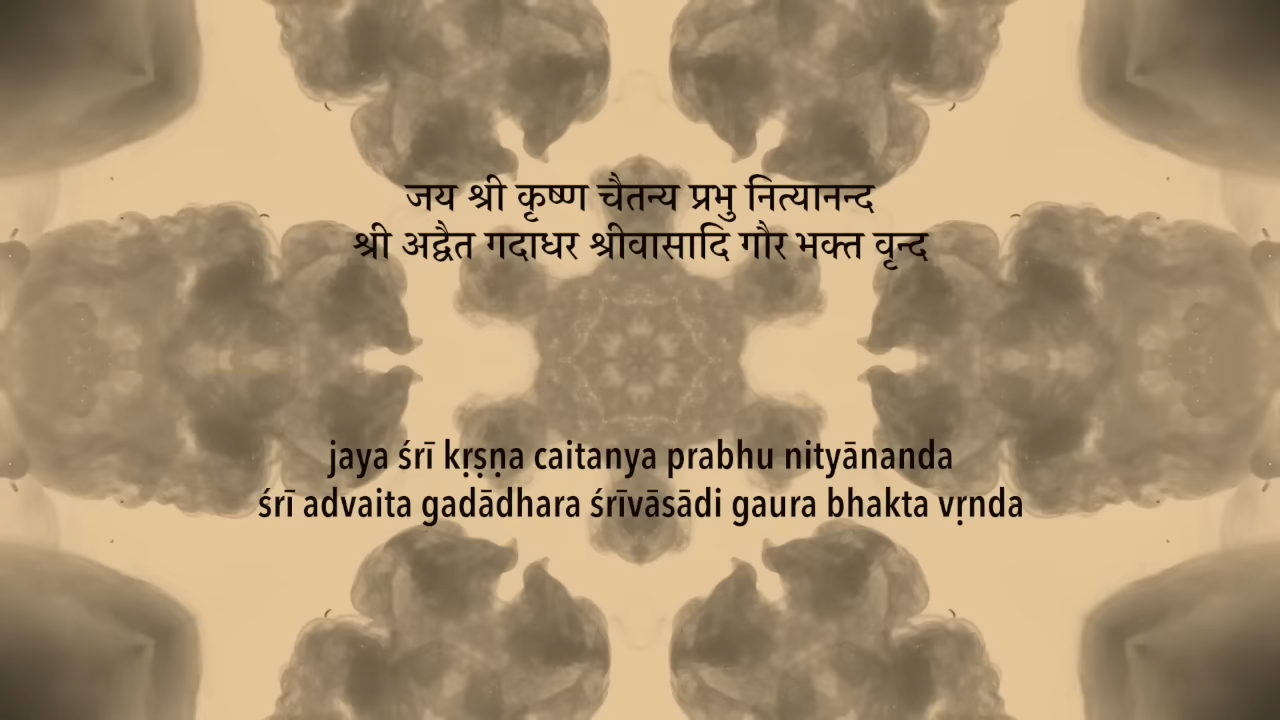 जय श्री कृष्ण चैतन्य प्रभु नित्यानन्द
श्री अद्वैत गदाधर श्रीवासादि गौर भक्त वृन्द
jaya śrī kṛṣṇa caitanya prabhu nityānanda
śrī advaita gadādhara śrīvāsādi gaura bhakta vṛnda